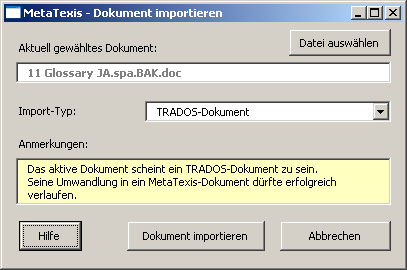 MetaTexis - Dokument importieren
Aktuell gewähltes Dokument:
Datei auswählen
11 Glossary JA.spa.BAK.doc
Import-Typ:
TRADOS-Dokument
Anmerkungen:
Das aktive Dokument scheint ein TRADOS-Dokument zu sein.
Seine Umwandlung in ein MetaTexis-Dokument dürfte erfolgreich
verlaufen.
Hilfe
Dokument importieren
Abbrechen